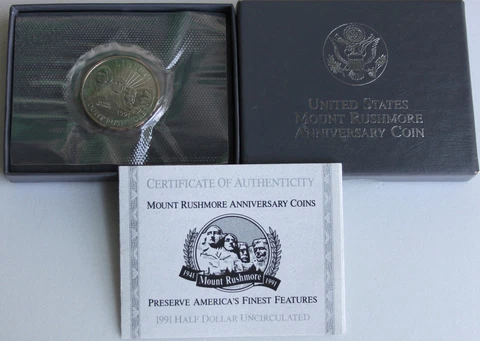 UNITED STATES
MOUNT RUSHMORE
ANNIVERSARY COIN
CERTIFICATE OF AUTHENTICITY
MOUNT RUSHMORE ANNIVERSARY COINS
1941 Mount Rushmore 1991
PRESERVE AMERICA'S FINEST FEATURES
1991 HALF DOLLAR UNCIRCULATED